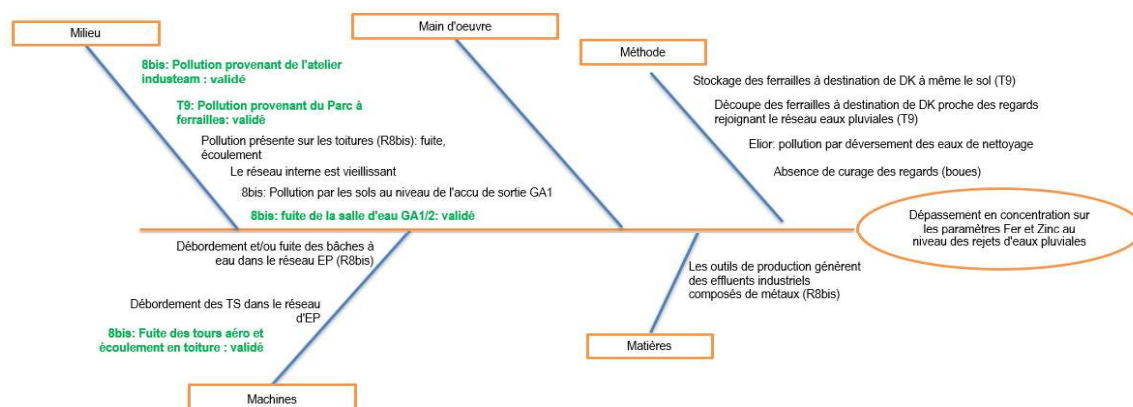 Milieu
Main d'oeuvre
Méthode
8bis: Pollution provenant de l'atelier
industeam : validé
T9: Pollution provenant du Parc à
ferrailles: validé
Pollution présente sur les toitures (R8bis): fuite,
écoulement
Le réseau interne est vieillissant
8bis: Pollution par les sols au niveau de l'accu de sortie GA1
8bis: fuite de la salle d'eau GA1/2: validé
Stockage des ferrailles à destination de DK à même le sol (T9)
Découpe des ferrailles à destination de DK proche des regards
rejoignant le réseau eaux pluviales (T9)
Elior: pollution par déversement des eaux de nettoyage
Absence de curage des regards (boues)
Dépassement en concentration sur
les paramètres Fer et Zinc au
niveau des rejets d'eaux pluviales
Débordement et/ou fuite des bâches à
eau dans le réseau EP (R8bis)
Débordement des TS dans le réseau
d'EP
8bis: Fuite des tours aéro et
écoulement en toiture : validé
Machines
Les outils de production génèrent
des effluents industriels
composés de métaux (R8bis)
Matières